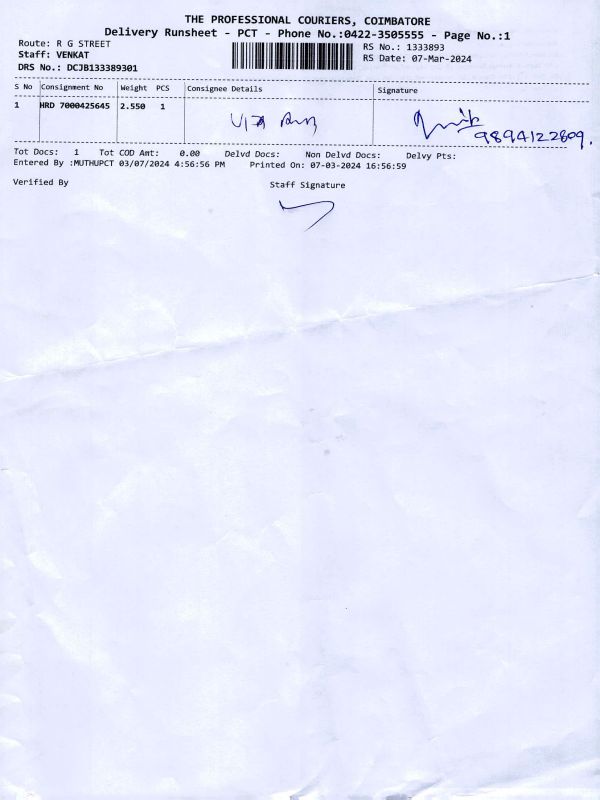 THE PROFESSIONAL COURIERS, COIMBATORE
Delivery Runsheet - PCT - Phone No.:0422-3505555 - Page No.:1
Route: R G STREET
Staff: VENKAT
DRS No.: DCJB133389301
RS No.: 1333893
RS Date: 07-Mar-2024
S No Consignment No Weight PCS Consignee Details Signature
1 HRD 7000425645 2.550 1
9894122809.
Tot Docs: 1 Tot COD Amt: 0.00 Delvd Docs: Non Delvd Docs: Delvy Pts:
Entered By :MUTHUPCT 03/07/2024 4:56:56 PM Printed On: 07-03-2024 16:56:59
Verified By Staff Signature